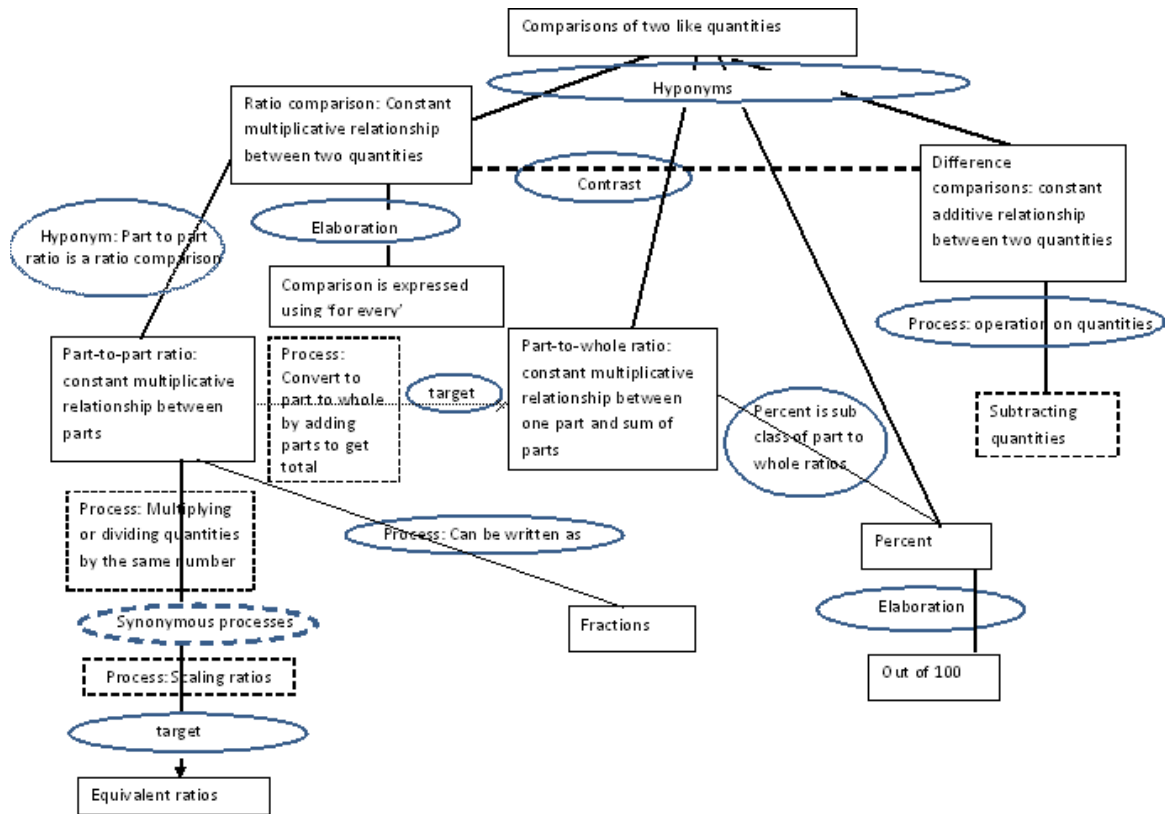 Comparisons of two like quantities
Hyponyms
Ratio comparison: Constant
multiplicative relationship
between two quantities
Difference
comparisons: constant
additive relationship
between two quantities
Contrast
Hyponym: Part to part
ratio is a ratio comparison
Elaboration
Comparison is expressed
using 'for every'
Process: operation on quantities
Part-to-part ratio:
constant multiplicative
relationship between
parts
Process:
Convert to
part to whole
by adding
parts to get
total
target
Part-to-whole ratio:
constant multiplicative
relationship between
one part and sum of
parts
Percent is sub
class of part to
whole ratios
Subtracting
quantities
Process: Multiplying
or dividing quantities
by the same number
Process: Can be written as
Percent
Synonymous processes
Fractions
Elaboration
Process: Scaling ratios
Out of 100
target
Equivalent ratios